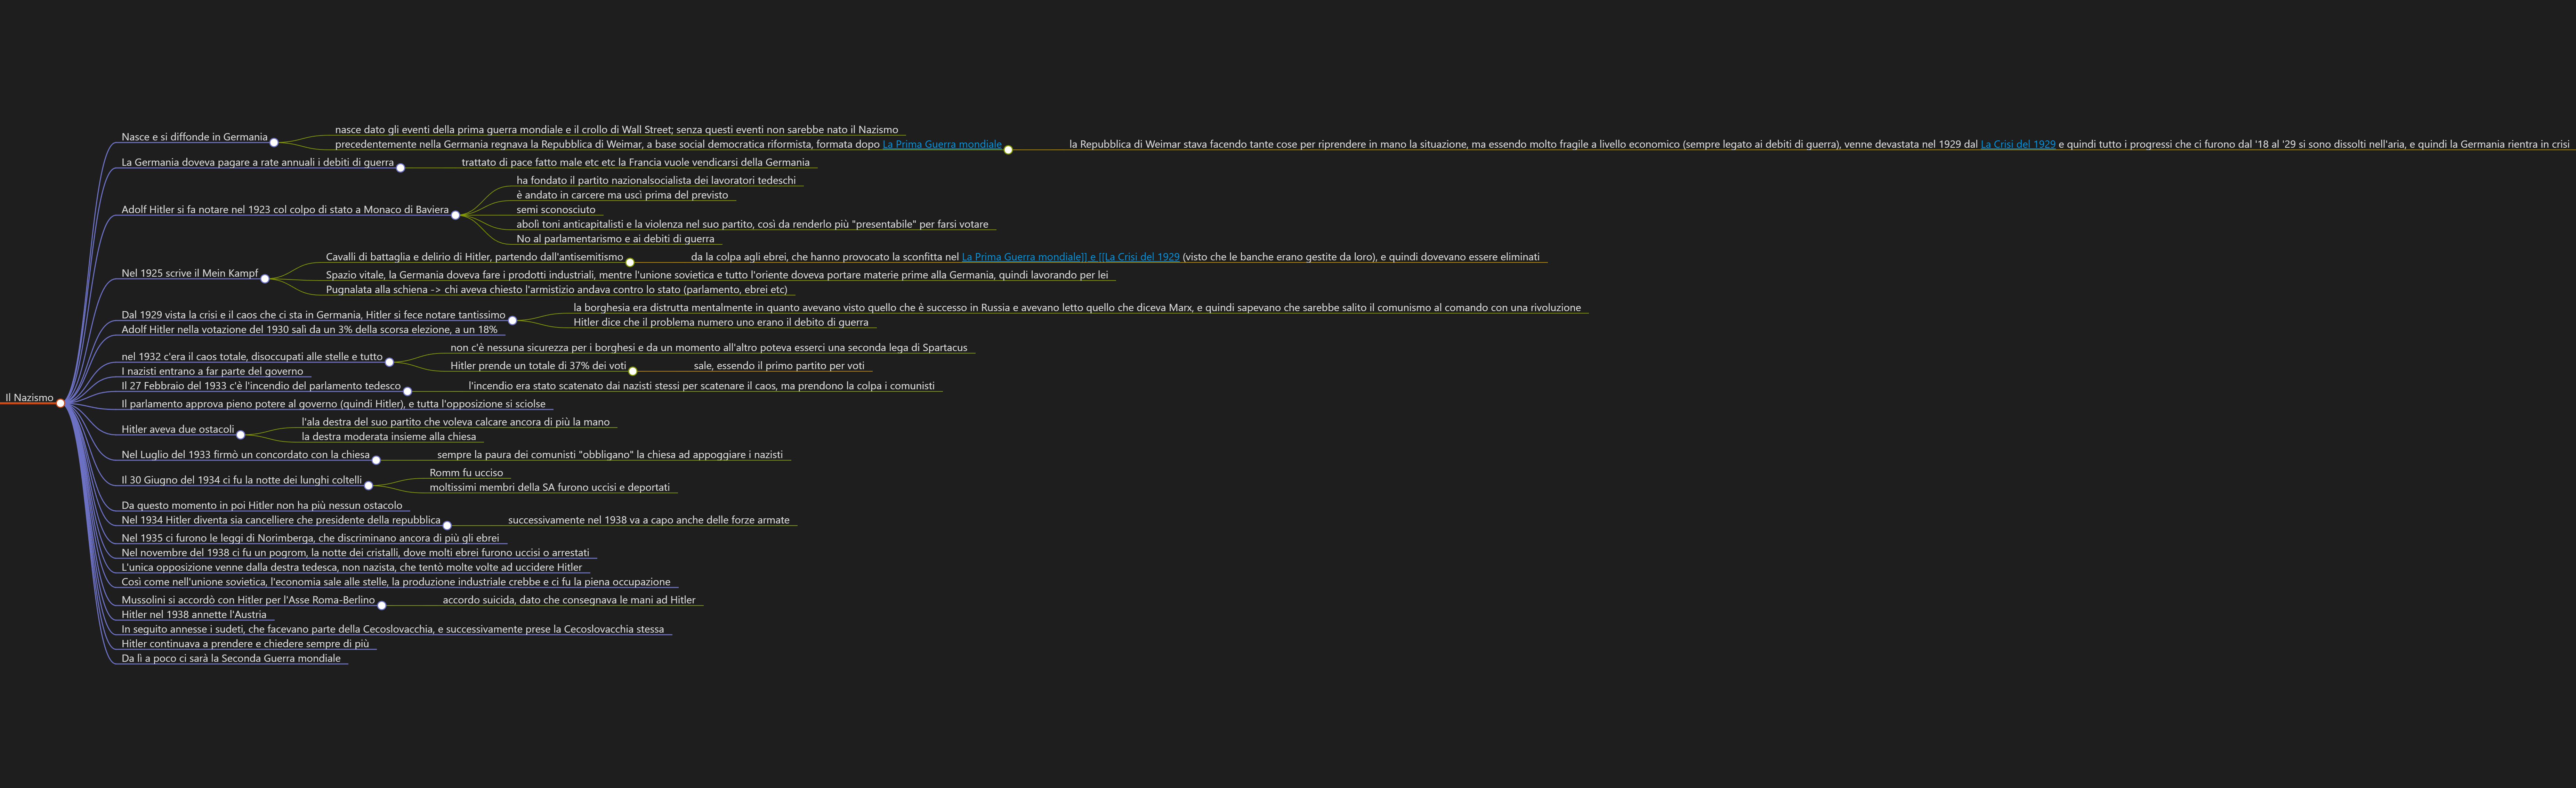 Il Nazismo
Nasce e si diffonde in Germania
nasce dato gli eventi della prima guerra mondiale e il crollo di Wall Street; senza questi eventi non sarebbe nato il Nazismo
precedentemente nella Germania regnava la Repubblica di Weimar, a base social democratica riformista, formata dopo La Prima Guerra mondiale
la Repubblica di Weimar stava facendo tante cose per riprendere in mano la situazione, ma essendo molto fragile a livello economico (sempre legato ai debiti di guerra), venne devastata nel 1929 dal La Crisi del 1929 e quindi tutto i progressi che ci furono dal '18 al '29 si sono dissolti nell'aria, e quindi la Germania rientra in crisi
La Germania doveva pagare a rate annuali i debiti di guerra
trattato di pace fatto male etc etc la Francia vuole vendicarsi della Germania
Adolf Hitler si fa notare nel 1923 col colpo di stato a Monaco di Baviera
ha fondato il partito nazionalsocialista dei lavoratori tedeschi
è andato in carcere ma uscì prima del previsto
semi sconosciuto
abolì toni anticapitalisti e la violenza nel suo partito, così da renderlo più "presentabile" per farsi votare
No al parlamentarismo e ai debiti di guerra
Nel 1925 scrive il Mein Kampf
Cavalli di battaglia e delirio di Hitler, partendo dall'antisemitismo
da la colpa agli ebrei, che hanno provocato la sconfitta nel La Prima Guerra mondiale]] e [[La Crisi del 1929 (visto che le banche erano gestite da loro), e quindi dovevano essere eliminati
Spazio vitale, la Germania doveva fare i prodotti industriali, mentre l'unione sovietica e tutto l'oriente doveva portare materie prime alla Germania, quindi lavorando per lei
Pugnalata alla schiena -> chi aveva chiesto l'armistizio andava contro lo stato (parlamento, ebrei etc)
Dal 1929 vista la crisi e il caos che ci sta in Germania, Hitler si fece notare tantissimo
la borghesia era distrutta mentalmente in quanto avevano visto quello che è successo in Russia e avevano letto quello che diceva Marx, e quindi sapevano che sarebbe salito il comunismo al comando con una rivoluzione
Hitler dice che il problema numero uno erano il debito di guerra
Adolf Hitler nella votazione del 1930 salì da un 3% della scorsa elezione, a un 18%
nel 1932 c'era il caos totale, disoccupati alle stelle e tutto
non c'è nessuna sicurezza per i borghesi e da un momento all'altro poteva esserci una seconda lega di Spartacus
Hitler prende un totale di 37% dei voti
sale, essendo il primo partito per voti
I nazisti entrano a far parte del governo
Il 27 Febbraio del 1933 c'è l'incendio del parlamento tedesco
l'incendio era stato scatenato dai nazisti stessi per scatenare il caos, ma prendono la colpa i comunisti
Il parlamento approva pieno potere al governo (quindi Hitler), e tutta l'opposizione si sciolse
Hitler aveva due ostacoli
l'ala destra del suo partito che voleva calcare ancora di più la mano
la destra moderata insieme alla chiesa
Nel Luglio del 1933 firmò un concordato con la chiesa
sempre la paura dei comunisti "obbligano" la chiesa ad appoggiare i nazisti
Il 30 Giugno del 1934 ci fu la notte dei lunghi coltelli
Romm fu ucciso
moltissimi membri della SA furono uccisi e deportati
Da questo momento in poi Hitler non ha più nessun ostacolo
Nel 1934 Hitler diventa sia cancelliere che presidente della repubblica
successivamente nel 1938 va a capo anche delle forze armate
Nel 1935 ci furono le leggi di Norimberga, che discriminano ancora di più gli ebrei
Nel novembre del 1938 ci fu un pogrom, la notte dei cristalli, dove molti ebrei furono uccisi o arrestati
L'unica opposizione venne dalla destra tedesca, non nazista, che tentò molte volte ad uccidere Hitler
Così come nell'unione sovietica, l'economia sale alle stelle, la produzione industriale crebbe e ci fu la piena occupazione
Mussolini si accordò con Hitler per l'Asse Roma-Berlino
accordo suicida, dato che consegnava le mani ad Hitler
Hitler nel 1938 annette l'Austria
In seguito annesse i sudeti, che facevano parte della Cecoslovacchia, e successivamente prese la Cecoslovacchia stessa
Hitler continuava a prendere e chiedere sempre di più
Da lì a poco ci sarà la Seconda Guerra mondiale